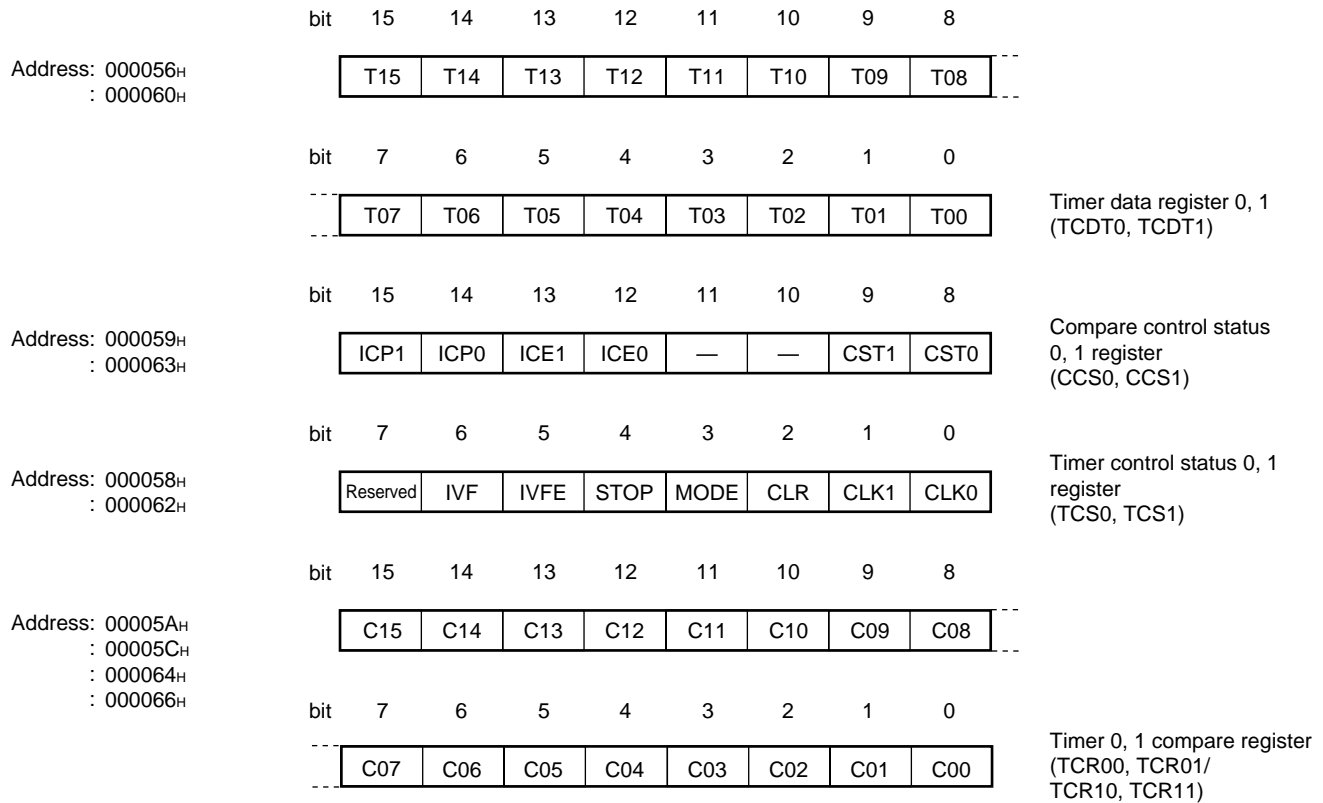 bit 15 14 13 12 11 10 9 8
Address: 000056H
T15 T14 T13 T12 T11 T10 T09 T08
: 000060H
bit 7 6 5 4 3 2 1 0
T07 T06 T05 T04 T03 T02 T01 T00
Timer data register 0, 1
(TCDT0, TCDT1)
bit 15 14 13 12 11 10 9 8
Address: 000059H
: 000063H
ICP1 ICP0 ICE1 ICE0 — — CST1 CST0
Compare control status
0, 1 register
(CCS0, CCS1)
bit 7 6 5 4 3 2 1 0
Address: 000058H
: 000062H
Reserved IVF IVFE STOP MODE CLR CLK1 CLK0
Timer control status 0, 1
register
(TCS0, TCS1)
bit 15 14 13 12 11 10 9 8
Address: 00005AH
: 00005CH
: 000064H
: 000066H
C15 C14 C13 C12 C11 C10 C09 C08
bit 7 6 5 4 3 2 1 0
C07 C06 C05 C04 C03 C02 C01 C00
Timer 0, 1 compare register
(TCR00, TCR01/
TCR10, TCR11)